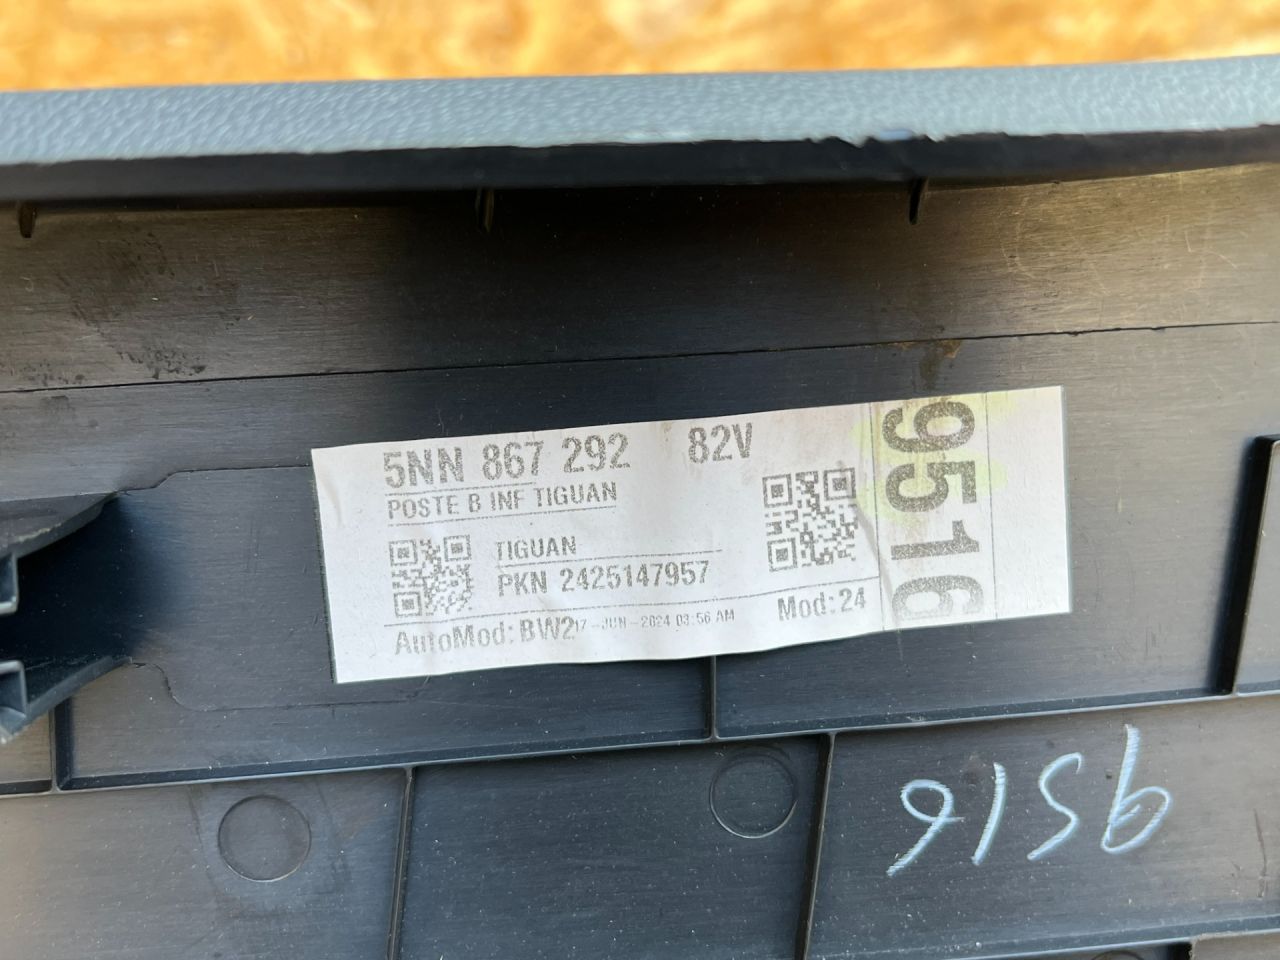 5NN 867 292 82V
POSTE B INF TIGUAN
TIGUAN
PKN 2425147957
AutoMod: BW2 17-JUN-2024 03:56 AM
Mod: 24
9516
9516